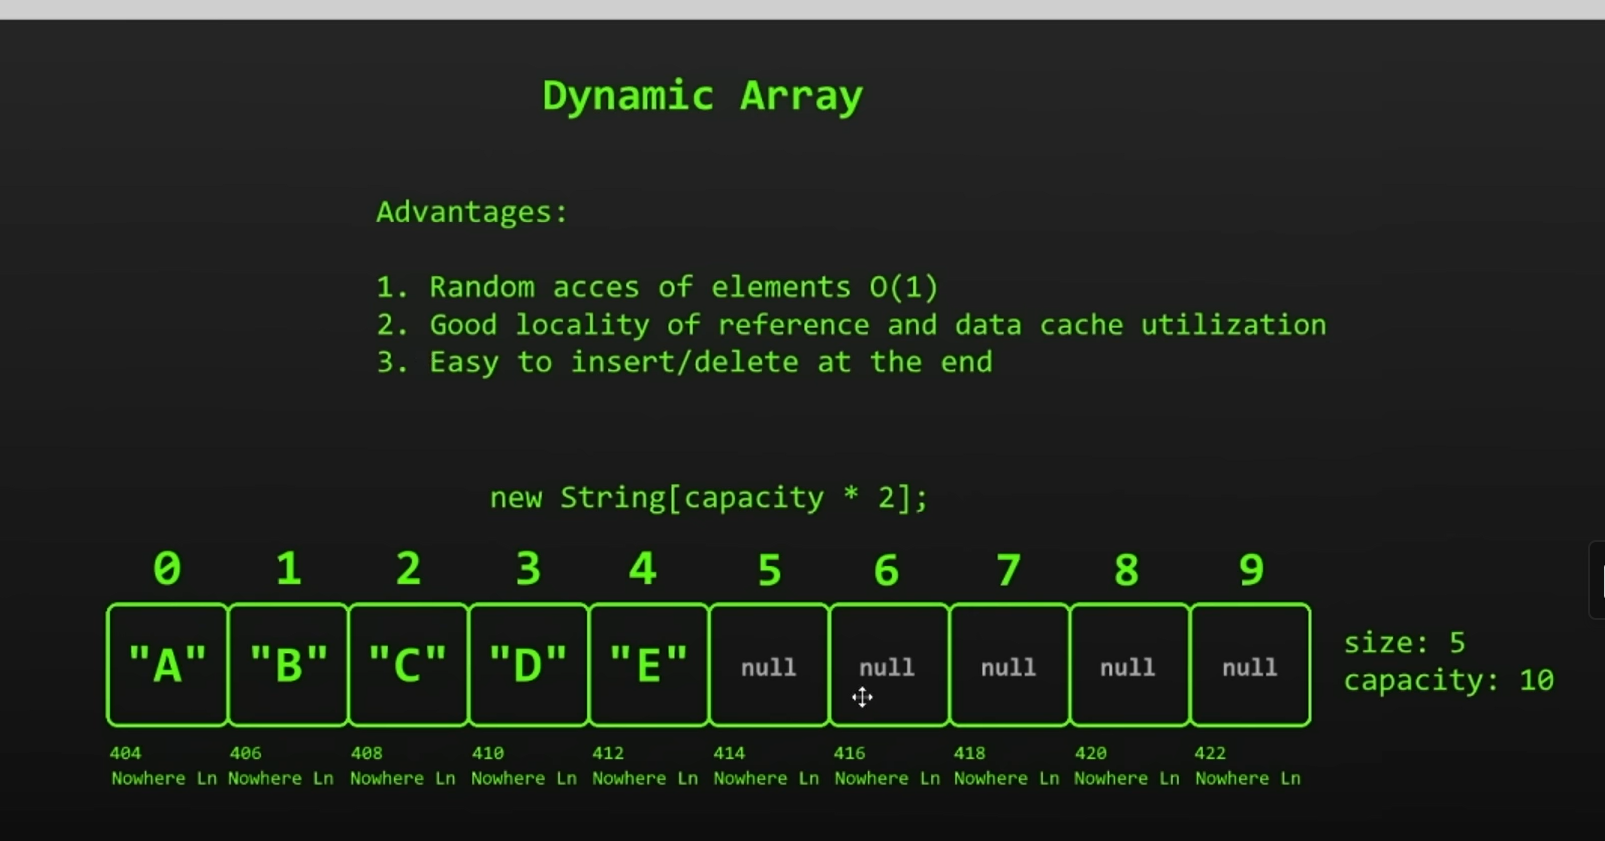 Dynamic Array
Advantages:
1. Random acces of elements O(1)
2. Good locality of reference and data cache utilization
3. Easy to insert/delete at the end
new String[capacity * 2];
0 1 2 3 4 5 6 7 8 9
"A" "B" "C" "D" "E" null null null null null
size: 5
capacity: 10
404 406 408 410 412 414 416 418 420 422
Nowhere Ln Nowhere Ln Nowhere Ln Nowhere Ln Nowhere Ln Nowhere Ln Nowhere Ln Nowhere Ln Nowhere Ln Nowhere Ln